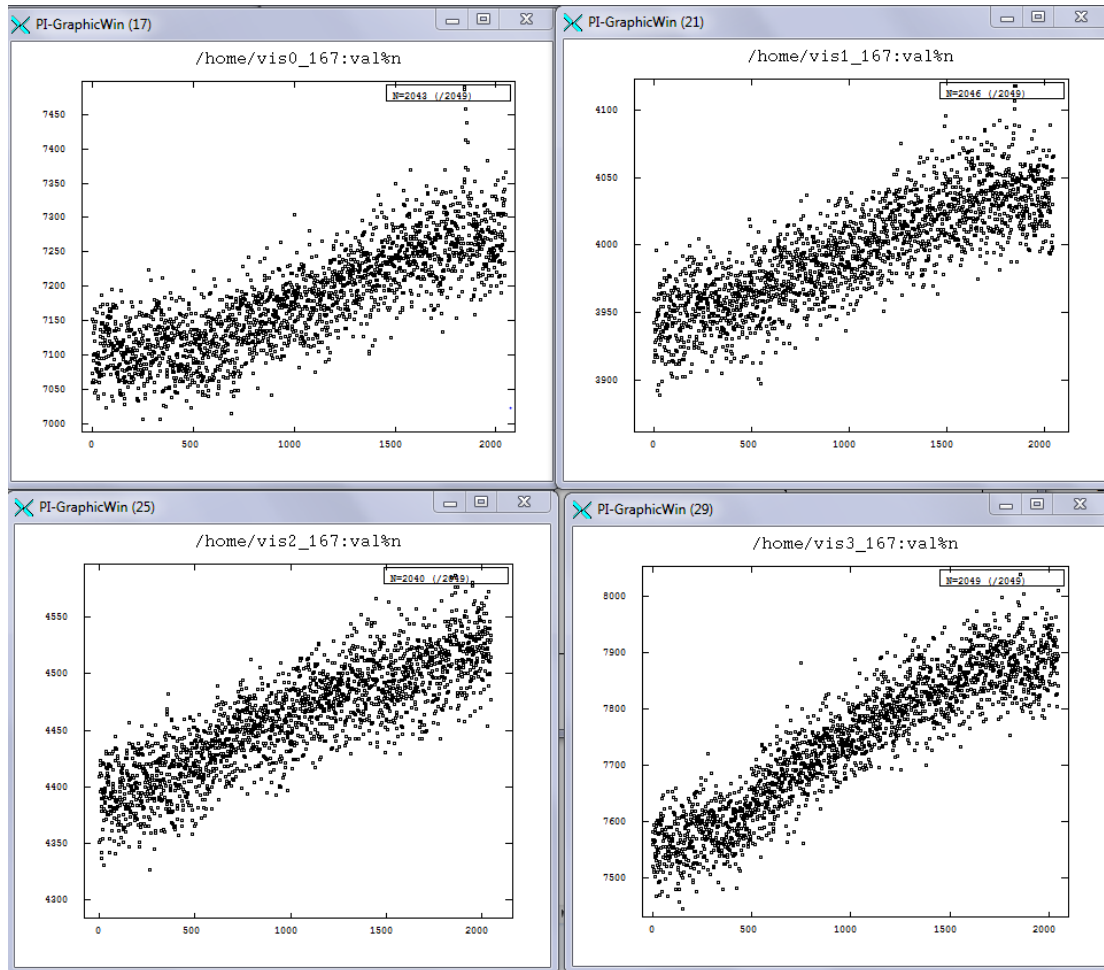 PI-GraphicWin (17)
/home/vis0_167:val%n
N=2043 (/2049)
7450
7400
7350
7300
7250
7200
7150
7100
7050
7000
0 500 1000 1500 2000
PI-GraphicWin (21)
/home/vis1_167:val%n
N=2046 (/2049)
4100
4050
4000
3950
3900
0 500 1000 1500 2000
PI-GraphicWin (25)
/home/vis2_167:val%n
N=2040 (/2049)
4550
4500
4450
4400
4350
4300
0 500 1000 1500 2000
PI-GraphicWin (29)
/home/vis3_167:val%n
N=2049 (/2049)
8000
7900
7800
7700
7600
7500
0 500 1000 1500 2000